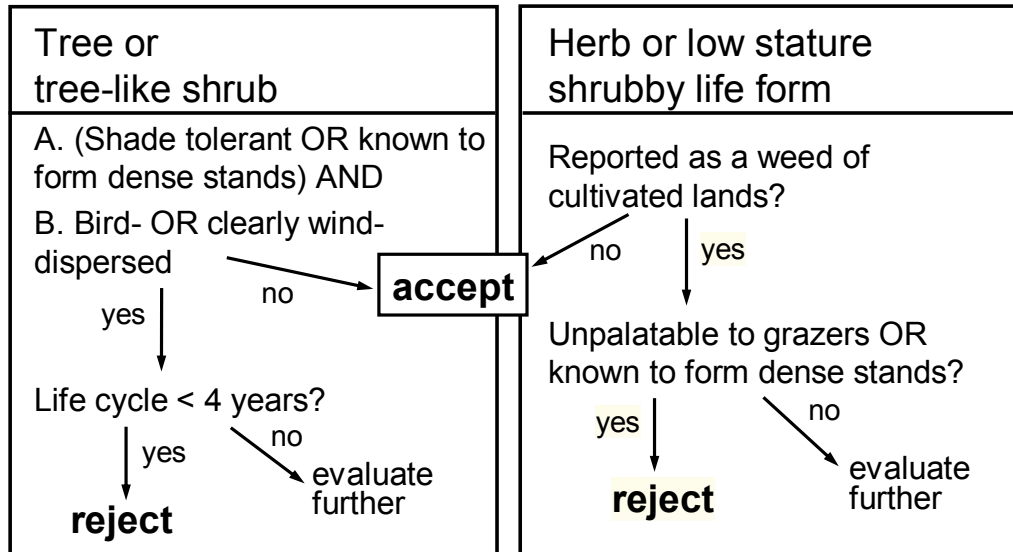 Tree or
tree-like shrub
A. (Shade tolerant OR known to
form dense stands) AND
B. Bird- OR clearly wind-
dispersed
no
yes
accept
Life cycle < 4 years?
yes
no
reject
evaluate
further
Herb or low stature
shrubby life form
Reported as a weed of
cultivated lands?
no
yes
Unpalatable to grazers OR
known to form dense stands?
yes
no
reject
evaluate
further